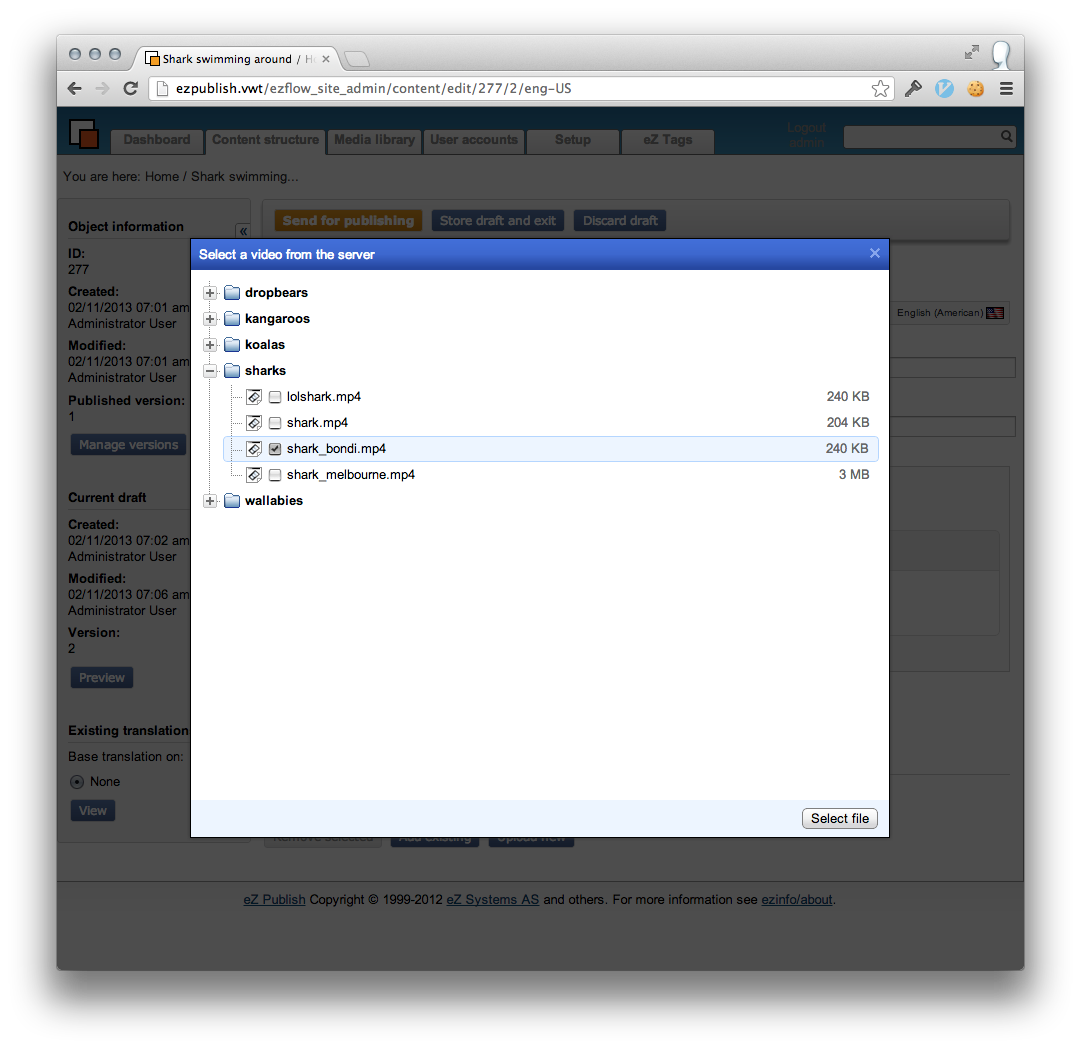 Shark swimming around / H
ezpublish.vwt/ezflow_site_admin/content/edit/277/2/eng-US
Dashboard
Content structure
Media library
User accounts
Setup
eZ Tags
Logout
admin
You are here: Home / Shark swimming...
Object information
«
Send for publishing
Store draft and exit
Discard draft
ID:
277
Created:
02/11/2013 07:01 am
Administrator User
Modified:
02/11/2013 07:01 am
Administrator User
Published version:
1
Manage versions
Current draft
Created:
02/11/2013 07:02 am
Administrator User
Modified:
02/11/2013 07:06 am
Administrator User
Version:
2
Preview
Existing translation
Base translation on:
None
View
English (American)
Select a video from the server
dropbears
kangaroos
koalas
sharks
lolshark.mp4 240 KB
shark.mp4 204 KB
shark_bondi.mp4 240 KB
shark_melbourne.mp4 3 MB
wallabies
Select file
Remove selected
Add existing
Upload new
eZ Publish Copyright © 1999-2012 eZ Systems AS and others. For more information see ezinfo/about.